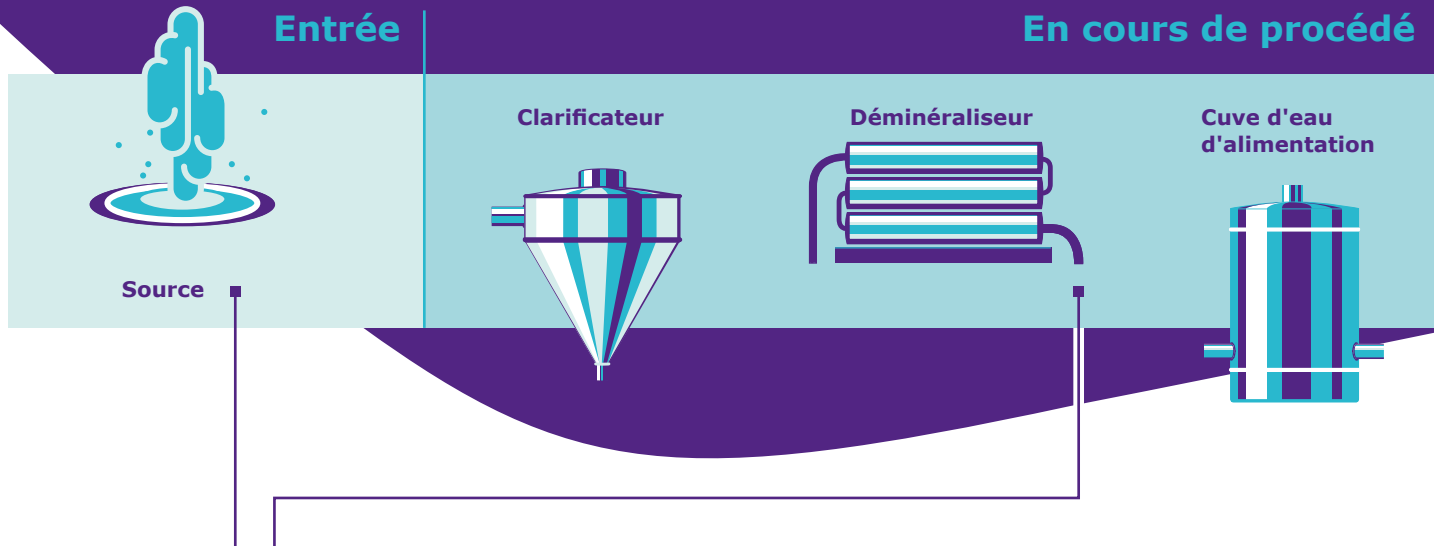 Entrée
En cours de procédé
Clarificateur
Déminéraliseur
Cuve d'eau
d'alimentation
Source